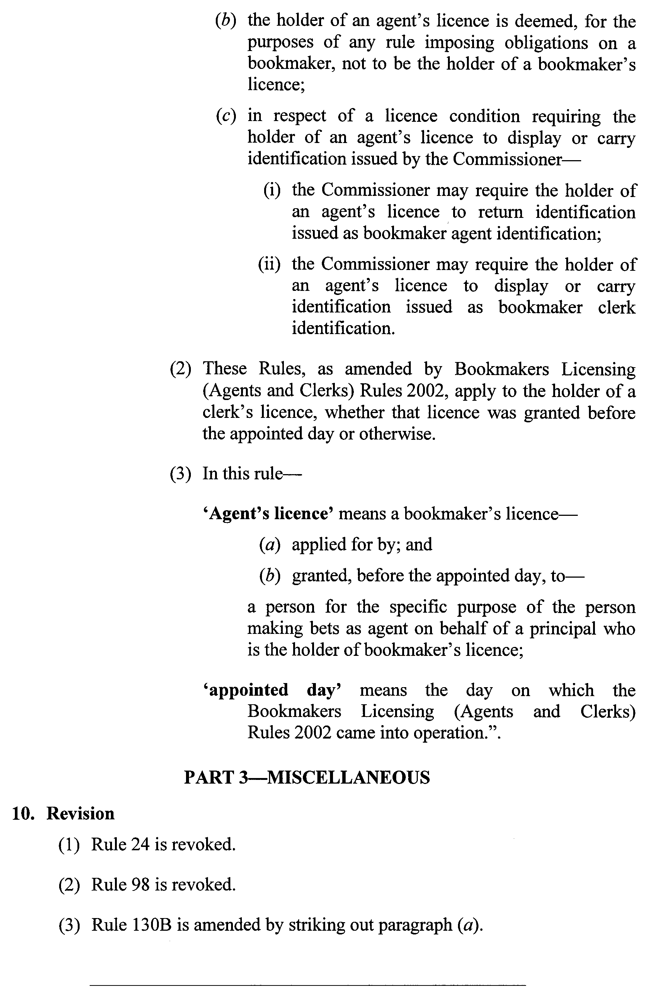 (b) the holder of an agent's licence is deemed, for the
purposes of any rule imposing obligations on a
bookmaker, not to be the holder of a bookmaker's
licence;
(c) in respect of a licence condition requiring the
holder of an agent's licence to display or carry
identification issued by the Commissioner—
(i) the Commissioner may require the holder of
an agent's licence to return identification
issued as bookmaker agent identification;
(ii) the Commissioner may require the holder of
an agent's licence to display or carry
identification issued as bookmaker clerk
identification.
(2) These Rules, as amended by Bookmakers Licensing
(Agents and Clerks) Rules 2002, apply to the holder of a
clerk's licence, whether that licence was granted before
the appointed day or otherwise.
(3) In this rule—
‘Agent's licence’ means a bookmaker's licence—
(a) applied for by; and
(b) granted, before the appointed day, to—
a person for the specific purpose of the person
making bets as agent on behalf of a principal who
is the holder of bookmaker's licence;
‘appointed day’ means the day on which the
Bookmakers Licensing (Agents and Clerks)
Rules 2002 came into operation.”.
PART 3—MISCELLANEOUS
10. Revision
(1) Rule 24 is revoked.
(2) Rule 98 is revoked.
(3) Rule 130B is amended by striking out paragraph (a).